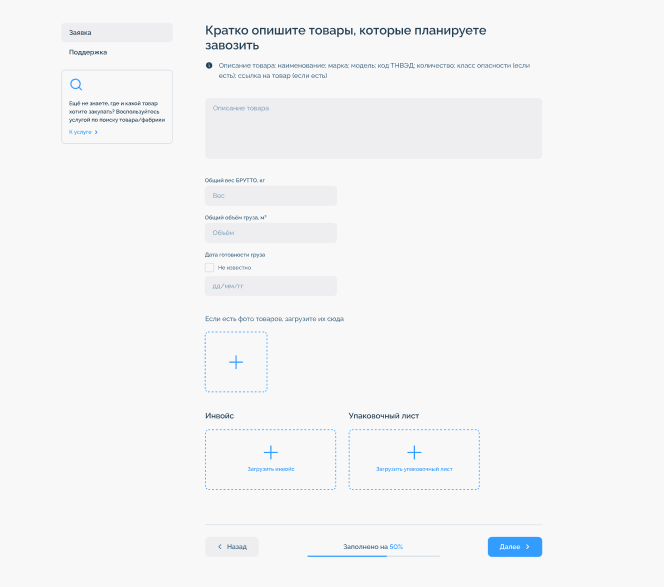 Заявка
Поддержка
Ещё не знаете, где и какой товар
хотите закупать? Воспользуйтесь
услугой по поиску товара/фабрики
К услуге
Кратко опишите товары, которые планируете
завозить
Описание товара; наименование; марка; модель; код ТНВЭД; количество; класс опасности (если
есть); ссылка на товар (если есть)
Описание товара
Общий вес БРУТТО, кг
Вес
Общий объём груза, м³
Объём
Дата готовности груза
Не известно
дд/мм/гг
Если есть фото товаров, загрузите их сюда
Инвойс
Упаковочный лист
Загрузить инвойс
Загрузить упаковочный лист
Назад
Заполнено на 50%
Далее